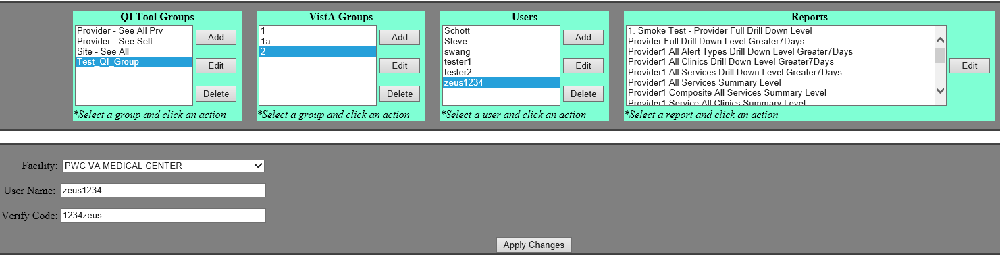 QI Tool Groups
Provider - See All Prv
Provider - See Self
Site - See All
Test_QI_Group
Add
Edit
Delete
*Select a group and click an action
VistA Groups
1
1a
2
Add
Edit
Delete
*Select a group and click an action
Users
Schott
Steve
swang
tester1
tester2
zeus1234
Add
Edit
Delete
*Select a user and click an action
Reports
1. Smoke Test - Provider Full Drill Down Level
Provider Full Drill Down Level Greater7Days
Provider1 All Alert Types Drill Down Level Greater7Days
Provider1 All Clinics Drill Down Level Greater7Days
Provider1 All Services Drill Down Level Greater7Days
Provider1 All Services Summary Level
Provider1 Composite All Services Summary Level
Provider1 Service All Clinics Summary Level
Edit
*Select a report and click an action
Facility: PWC VA MEDICAL CENTER
User Name: zeus1234
Verify Code: 1234zeus
Apply Changes